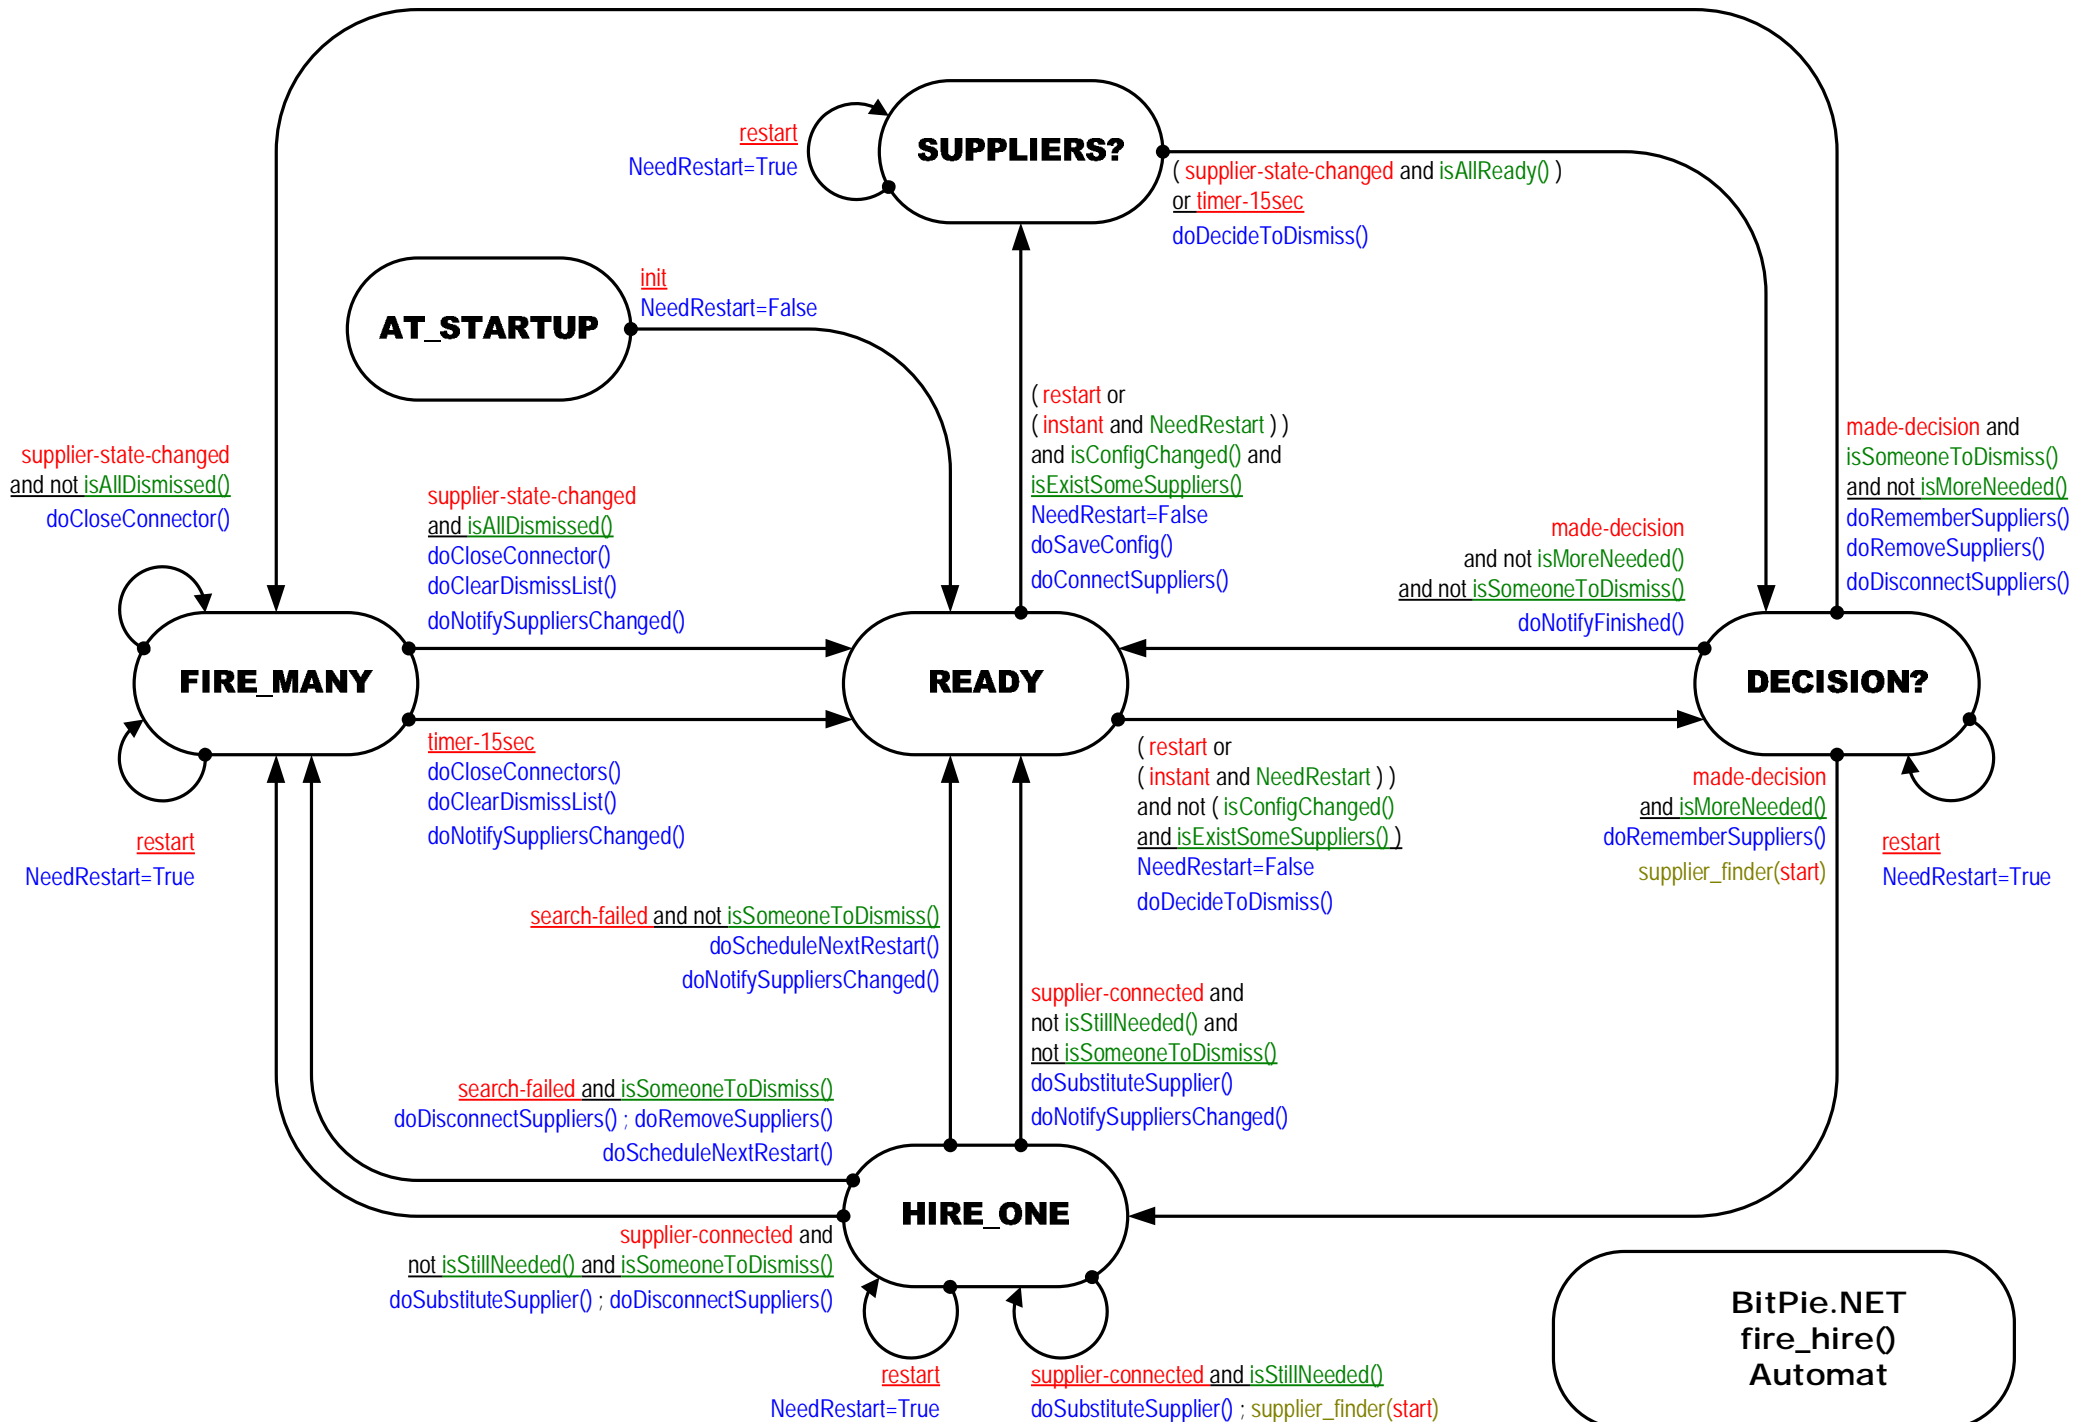 SUPPLIERS?
restart
NeedRestart=True
( supplier-state-changed and isAllReady() )
or timer-15sec
doDecideToDismiss()
AT_STARTUP
init
NeedRestart=False
( restart or
( instant and NeedRestart ) )
and isConfigChanged() and
isExistSomeSuppliers()
NeedRestart=False
doSaveConfig()
doConnectSuppliers()
made-decision and
isSomeoneToDismiss()
and not isMoreNeeded()
doRememberSuppliers()
doRemoveSuppliers()
doDisconnectSuppliers()
supplier-state-changed
and not isAllDismissed()
doCloseConnector()
supplier-state-changed
and isAllDismissed()
doCloseConnector()
doClearDismissList()
doNotifySuppliersChanged()
made-decision
and not isMoreNeeded()
and not isSomeoneToDismiss()
doNotifyFinished()
FIRE_MANY
READY
DECISION?
timer-15sec
doCloseConnectors()
doClearDismissList()
doNotifySuppliersChanged()
( restart or
( instant and NeedRestart ) )
and not ( isConfigChanged()
and isExistSomeSuppliers() )
NeedRestart=False
doDecideToDismiss()
made-decision
and isMoreNeeded()
doRememberSuppliers()
supplier_finder(start)
restart
NeedRestart=True
restart
NeedRestart=True
search-failed and not isSomeoneToDismiss()
doScheduleNextRestart()
doNotifySuppliersChanged()
supplier-connected and
not isStillNeeded() and
not isSomeoneToDismiss()
doSubstituteSupplier()
doNotifySuppliersChanged()
search-failed and isSomeoneToDismiss()
doDisconnectSuppliers() ; doRemoveSuppliers()
doScheduleNextRestart()
HIRE_ONE
supplier-connected and
not isStillNeeded() and isSomeoneToDismiss()
doSubstituteSupplier() ; doDisconnectSuppliers()
restart
NeedRestart=True
supplier-connected and isStillNeeded()
doSubstituteSupplier() ; supplier_finder(start)
BitPie.NET
fire_hire()
Automat